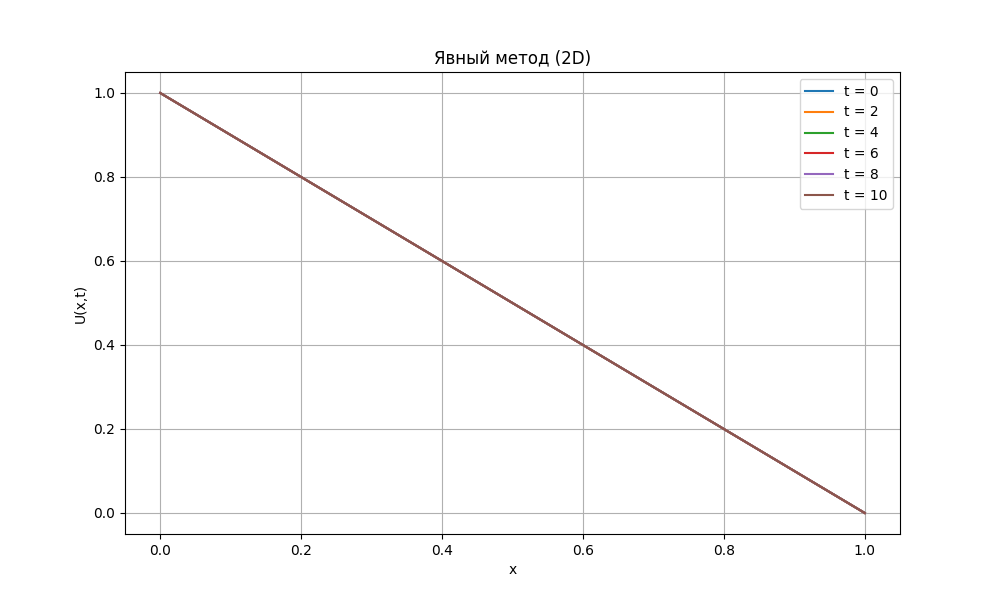 Явный метод (2D)
t = 0
t = 2
t = 4
t = 6
t = 8
t = 10
1.0
0.8
0.6
0.4
0.2
0.0
U(x,t)
0.0 0.2 0.4 0.6 0.8 1.0
x